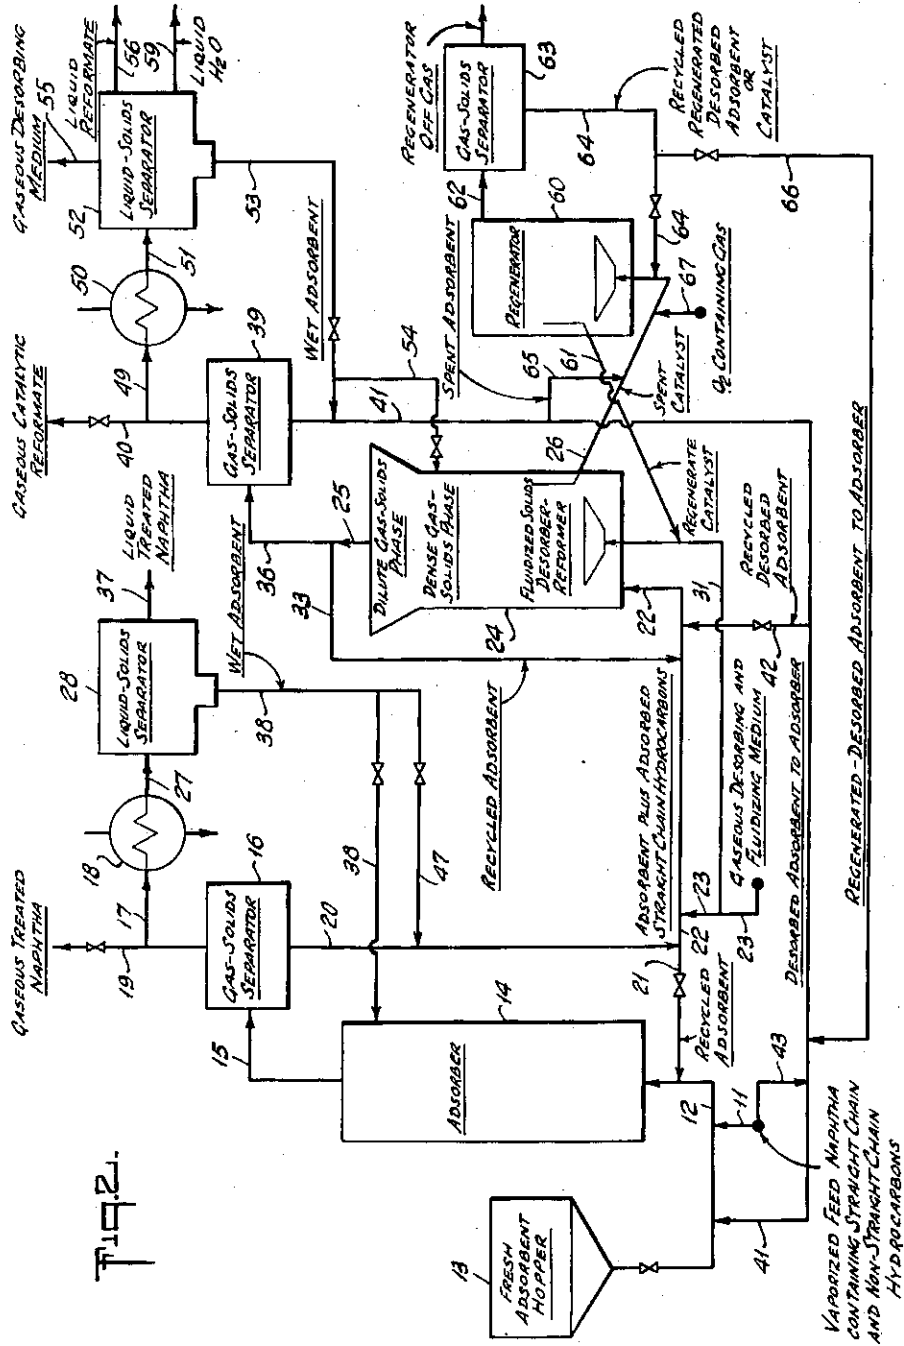 Fig.2.
GASEOUS TREATED
NAPHTHA
19
17
18
27
28
LIQUID-SOLIDS
SEPARATOR
37
LIQUID
TREATED
NAPHTHA
GASEOUS CATALYTIC
REFORMATE
40
49
50
51
52
LIQUID-SOLIDS
SEPARATOR
GASEOUS DESORBING
MEDIUM
55
LIQUID
REFORMATE
56
59
LIQUID
H2O
53
15
GAS-SOLIDS
SEPARATOR
16
20
38
WET ADSORBENT
36
GAS-SOLIDS
SEPARATOR
39
WET ADSORBENT
33
25
41
54
ADSORBER
14
38
47
DILUTE GAS-SOLIDS
PHASE
DENSE GAS-
SOLIDS PHASE
FLUIDIZED SOLIDS
DESORBER-
REFORMER
24
22
26
SPENT ADSORBENT
65
61
REGENERATOR
60
62
REGENERATOR
OFF GAS
GAS-SOLIDS
SEPARATOR
63
64
64
RECYCLED
REGENERATED
DESORBED
ADSORBENT
OR
CATALYST
66
67
O2 CONTAINING GAS
SPENT
CATALYST
REGENERATE
CATALYST
31
RECYCLED ADSORBENT
ADSORBENT PLUS ADSORBED
STRAIGHT CHAIN HYDROCARBONS
21
22
23
23
RECYCLED
ADSORBENT
GASEOUS DESORBING AND
FLUIDIZING MEDIUM
42
RECYCLED
DESORBED
ADSORBENT
13
FRESH
ADSORBENT
HOPPER
12
11
43
41
DESORBED ADSORBENT TO ADSORBER
REGENERATED-DESORBED ADSORBENT TO ADSORBER
VAPORIZED FEED NAPHTHA
CONTAINING STRAIGHT CHAIN
AND NON-STRAIGHT CHAIN
HYDROCARBONS